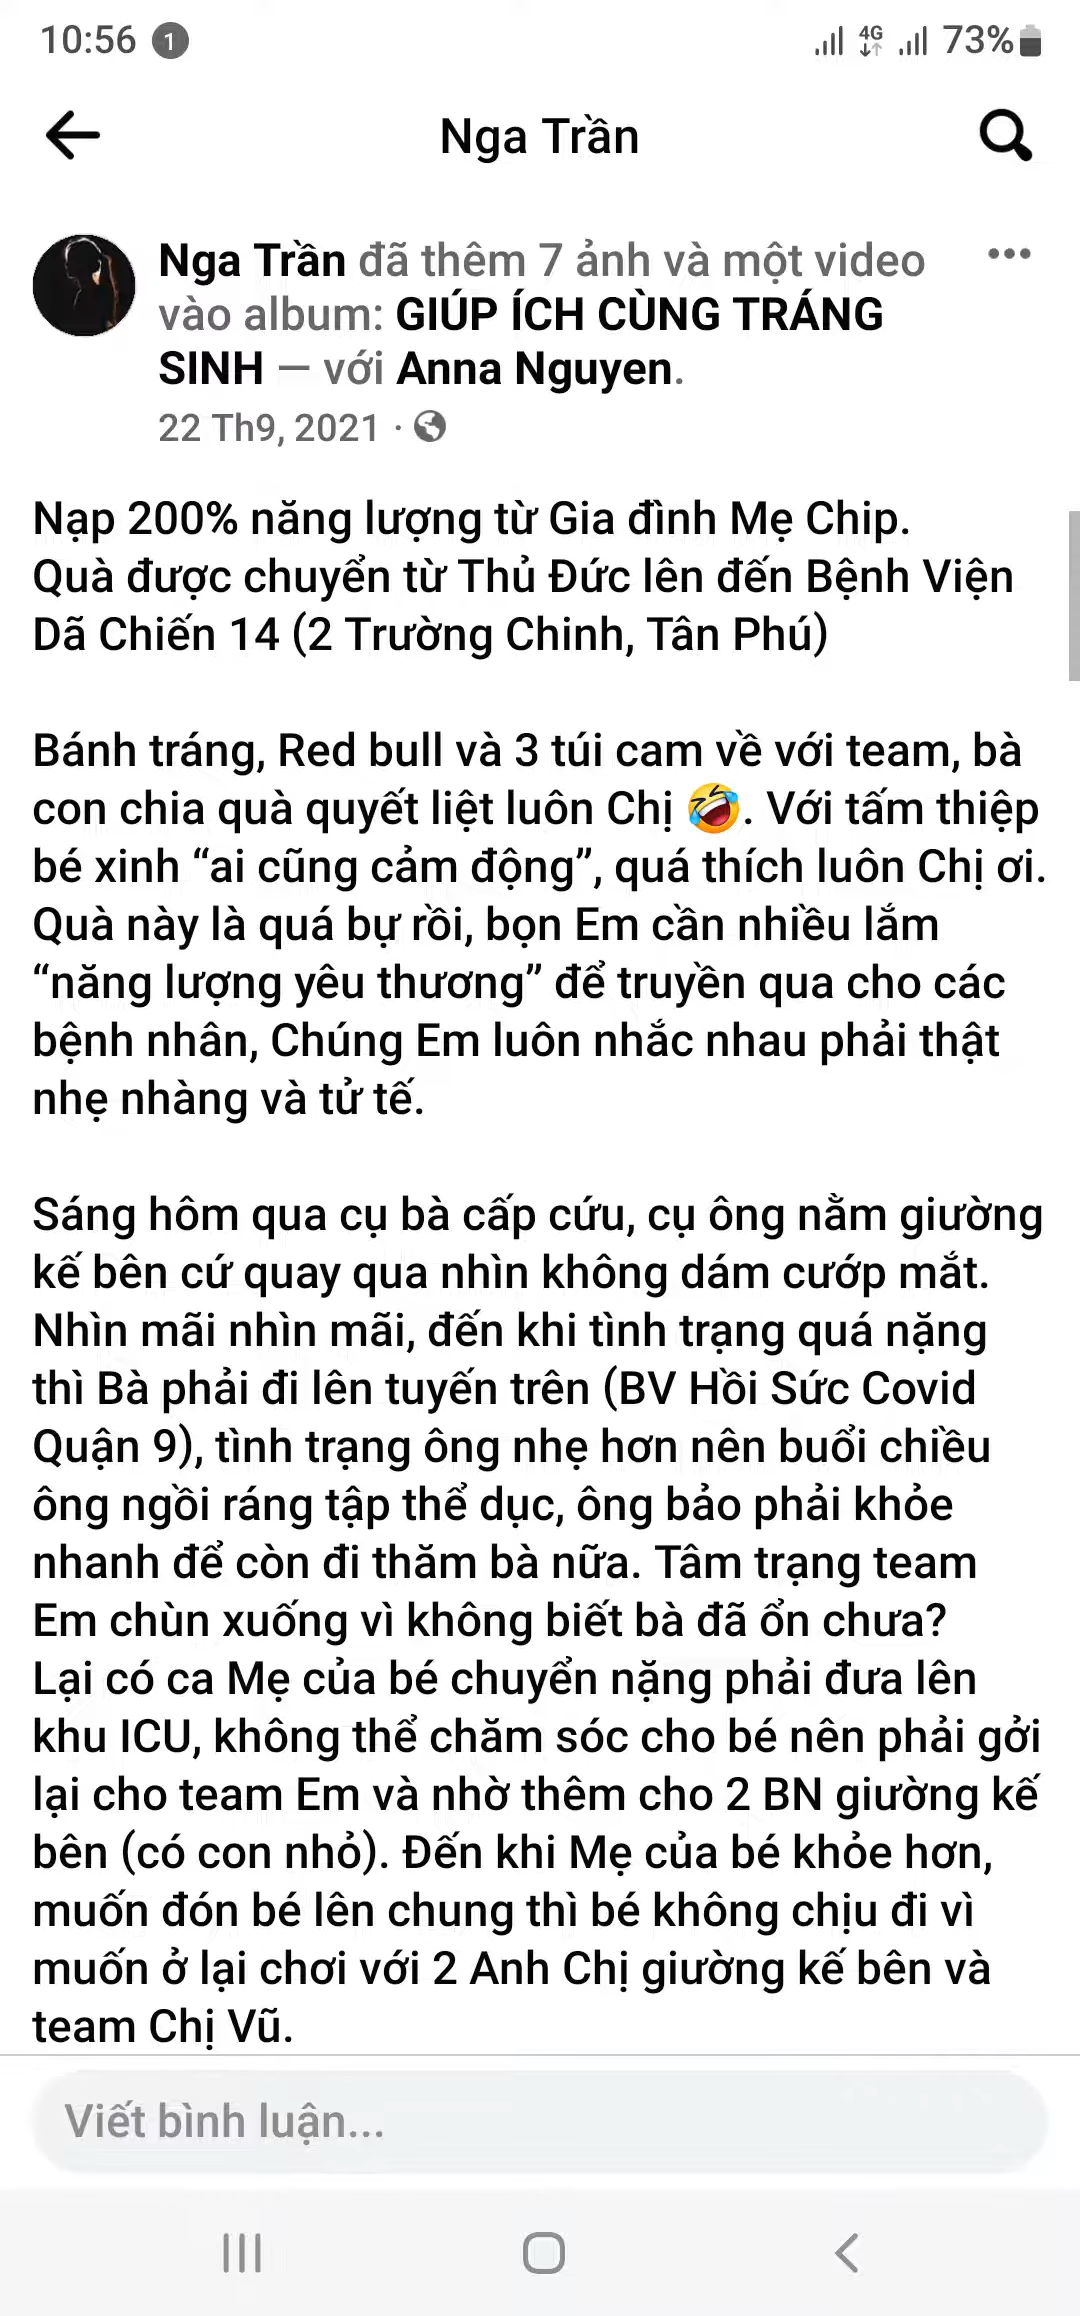 10:56 1 4G 73%
Nga Trần
Nga Trần đã thêm 7 ảnh và một video
vào album: GIÚP ÍCH CÙNG TRÁNG
SINH — với Anna Nguyen.
22 Th9, 2021 ·
Nạp 200% năng lượng từ Gia đình Mẹ Chip.
Quà được chuyển từ Thủ Đức lên đến Bệnh Viện
Dã Chiến 14 (2 Trường Chinh, Tân Phú)
Bánh tráng, Red bull và 3 túi cam về với team, bà
con chia quà quyết liệt luôn Chị 🤣. Với tấm thiệp
bé xinh “ai cũng cảm động”, quá thích luôn Chị ơi.
Quà này là quá bự rồi, bọn Em cần nhiều lắm
“năng lượng yêu thương” để truyền qua cho các
bệnh nhân, Chúng Em luôn nhắc nhau phải thật
nhẹ nhàng và tử tế.
Sáng hôm qua cụ bà cấp cứu, cụ ông nằm giường
kế bên cứ quay qua nhìn không dám cướp mắt.
Nhìn mãi nhìn mãi, đến khi tình trạng quá nặng
thì Bà phải đi lên tuyến trên (BV Hồi Sức Covid
Quận 9), tình trạng ông nhẹ hơn nên buổi chiều
ông ngồi ráng tập thể dục, ông bảo phải khỏe
nhanh để còn đi thăm bà nữa. Tâm trạng team
Em chùn xuống vì không biết bà đã ổn chưa?
Lại có ca Mẹ của bé chuyển nặng phải đưa lên
khu ICU, không thể chăm sóc cho bé nên phải gởi
lại cho team Em và nhờ thêm cho 2 BN giường kế
bên (có con nhỏ). Đến khi Mẹ của bé khỏe hơn,
muốn đón bé lên chung thì bé không chịu đi vì
muốn ở lại chơi với 2 Anh Chị giường kế bên và
team Chị Vũ.
Viết bình luận...